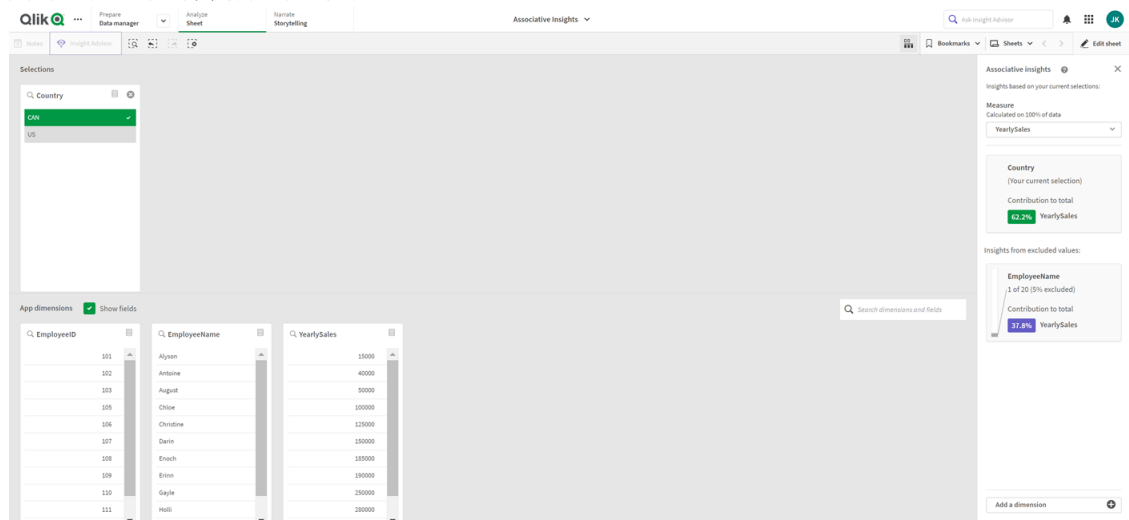 Qlik
Prepare
Data manager
Analyze
Sheet
Narrate
Storytelling
Associative Insights
Ask Insight Advisor
JK
Notes
Insight Advisor
Bookmarks
Sheets
Edit sheet
Selections
Country
CAN
US
Associative insights
Insights based on your current selections:
Measure
Calculated on 100% of data
YearlySales
Country
(Your current selection)
Contribution to total
62.2% YearlySales
Insights from excluded values:
EmployeeName
1 of 20 (5% excluded)
Contribution to total
37.8% YearlySales
Add a dimension
App dimensions
Show fields
Search dimensions and fields
EmployeeID
101
102
103
105
106
107
108
109
110
111
EmployeeName
Alyson
Antoine
August
Chloe
Christine
Darin
Enoch
Erinn
Gayle
Holli
YearlySales
15000
40000
50000
100000
125000
150000
185000
190000
250000
280000